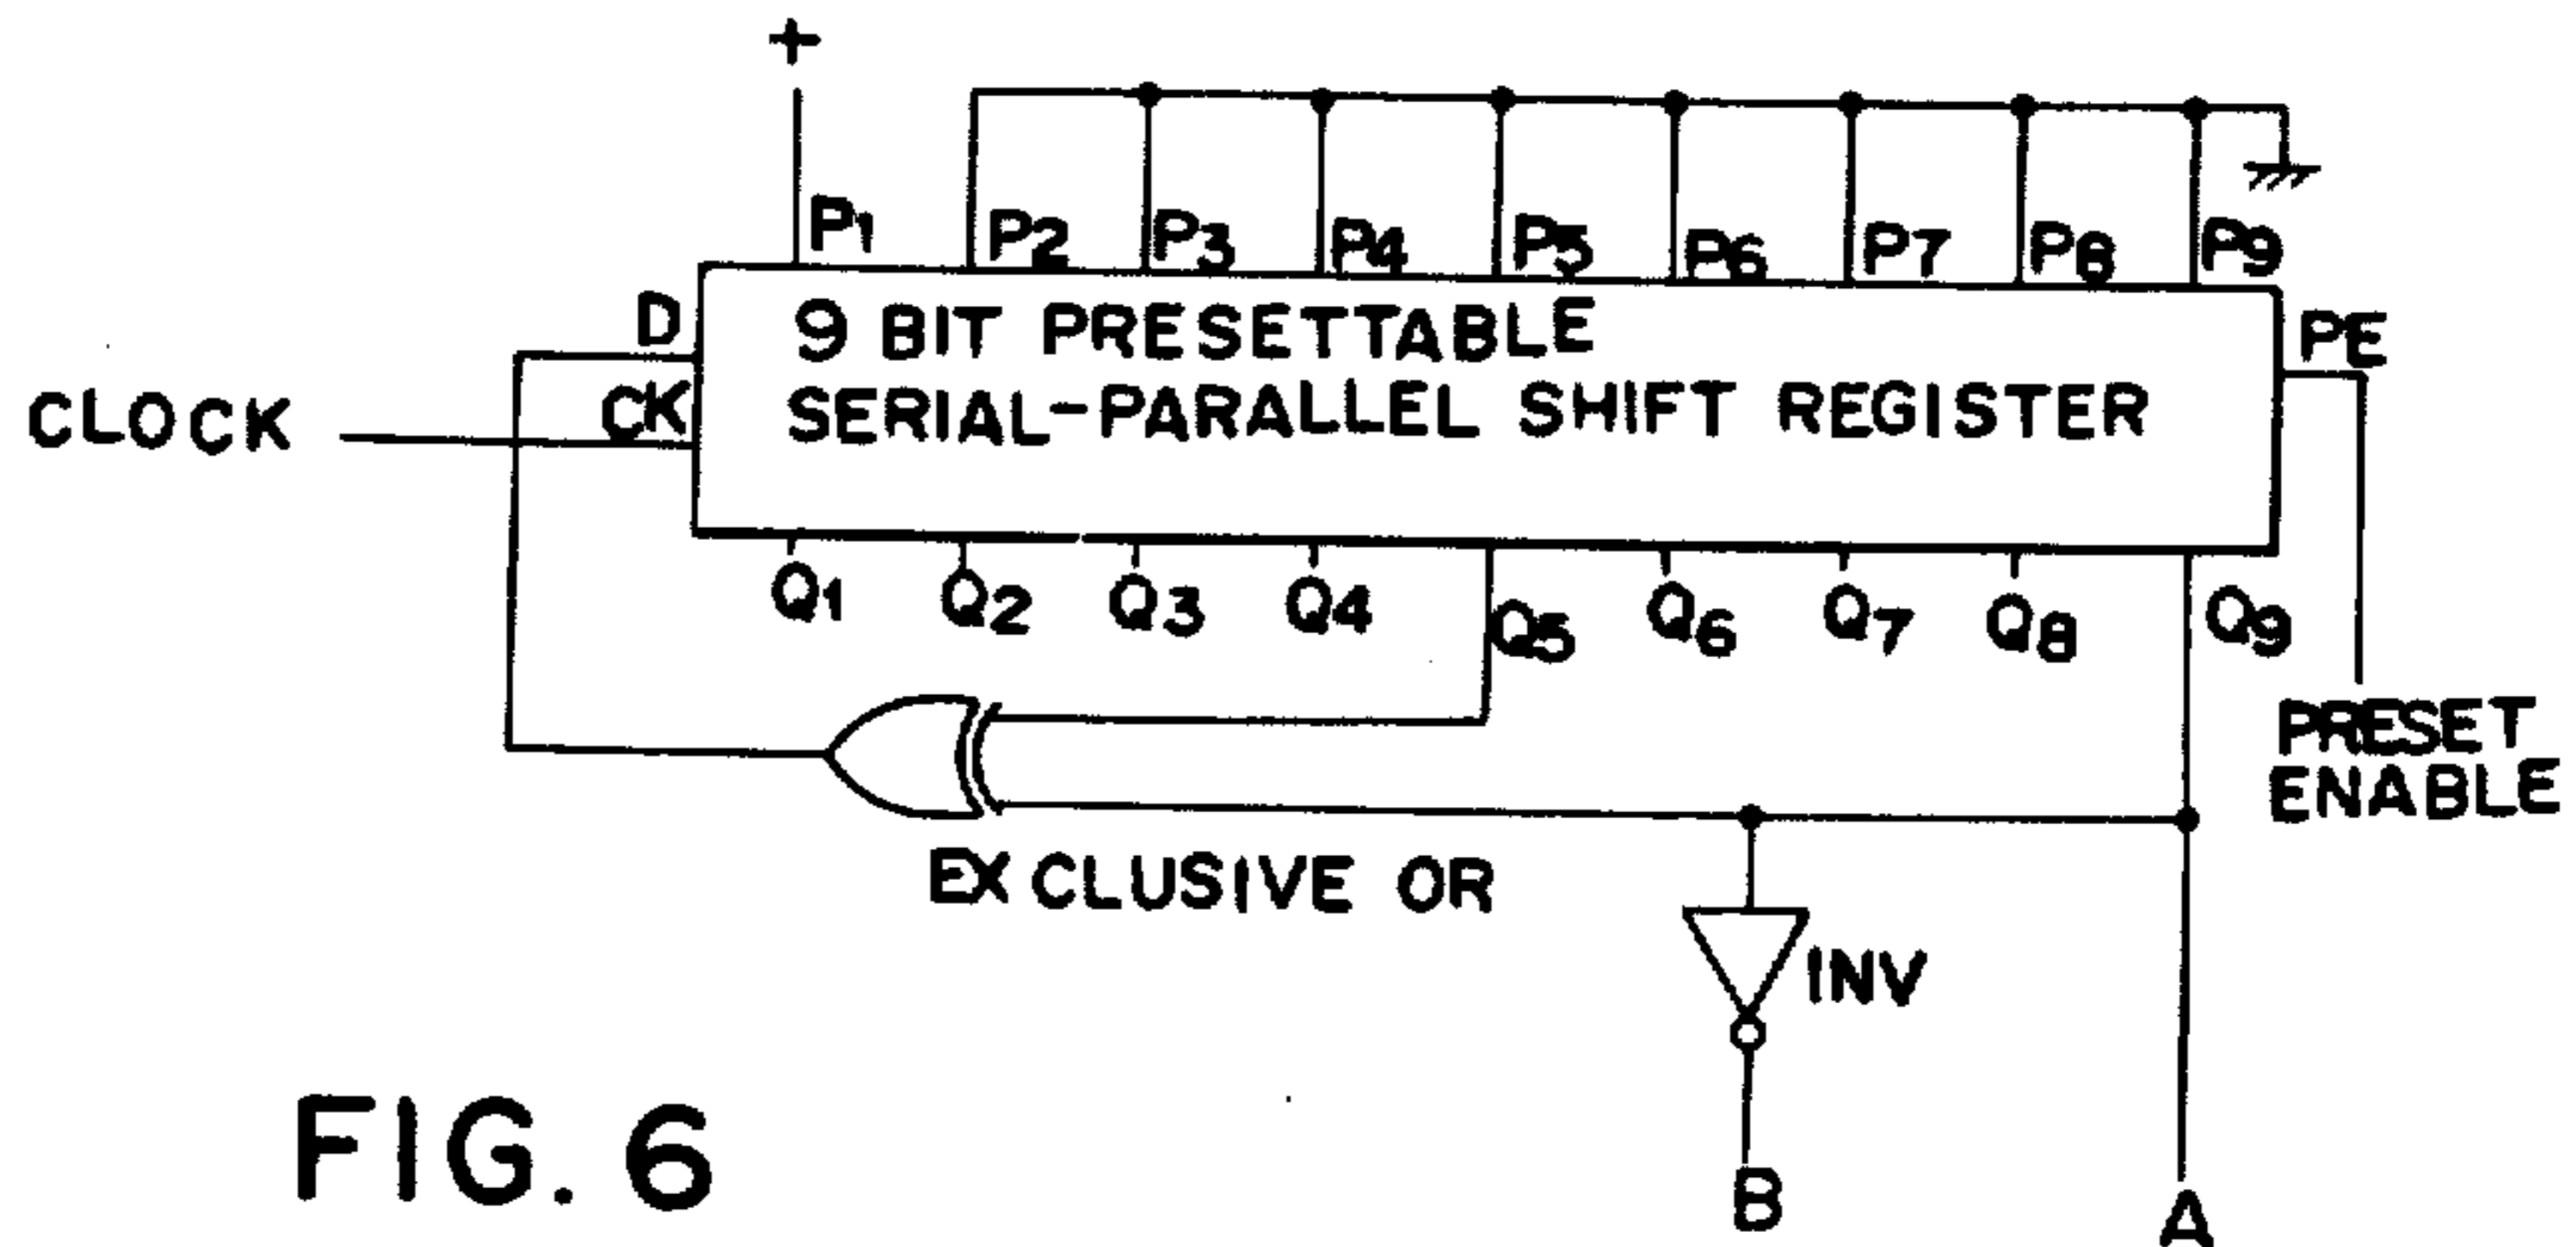 +
P1 P2 P3 P4 P5 P6 P7 P8 P9
D 9 BIT PRESETTABLE PE
CLOCK CK SERIAL-PARALLEL SHIFT REGISTER
Q1 Q2 Q3 Q4 Q5 Q6 Q7 Q8 Q9
PRESET
ENABLE
EXCLUSIVE OR
INV
FIG. 6
B A